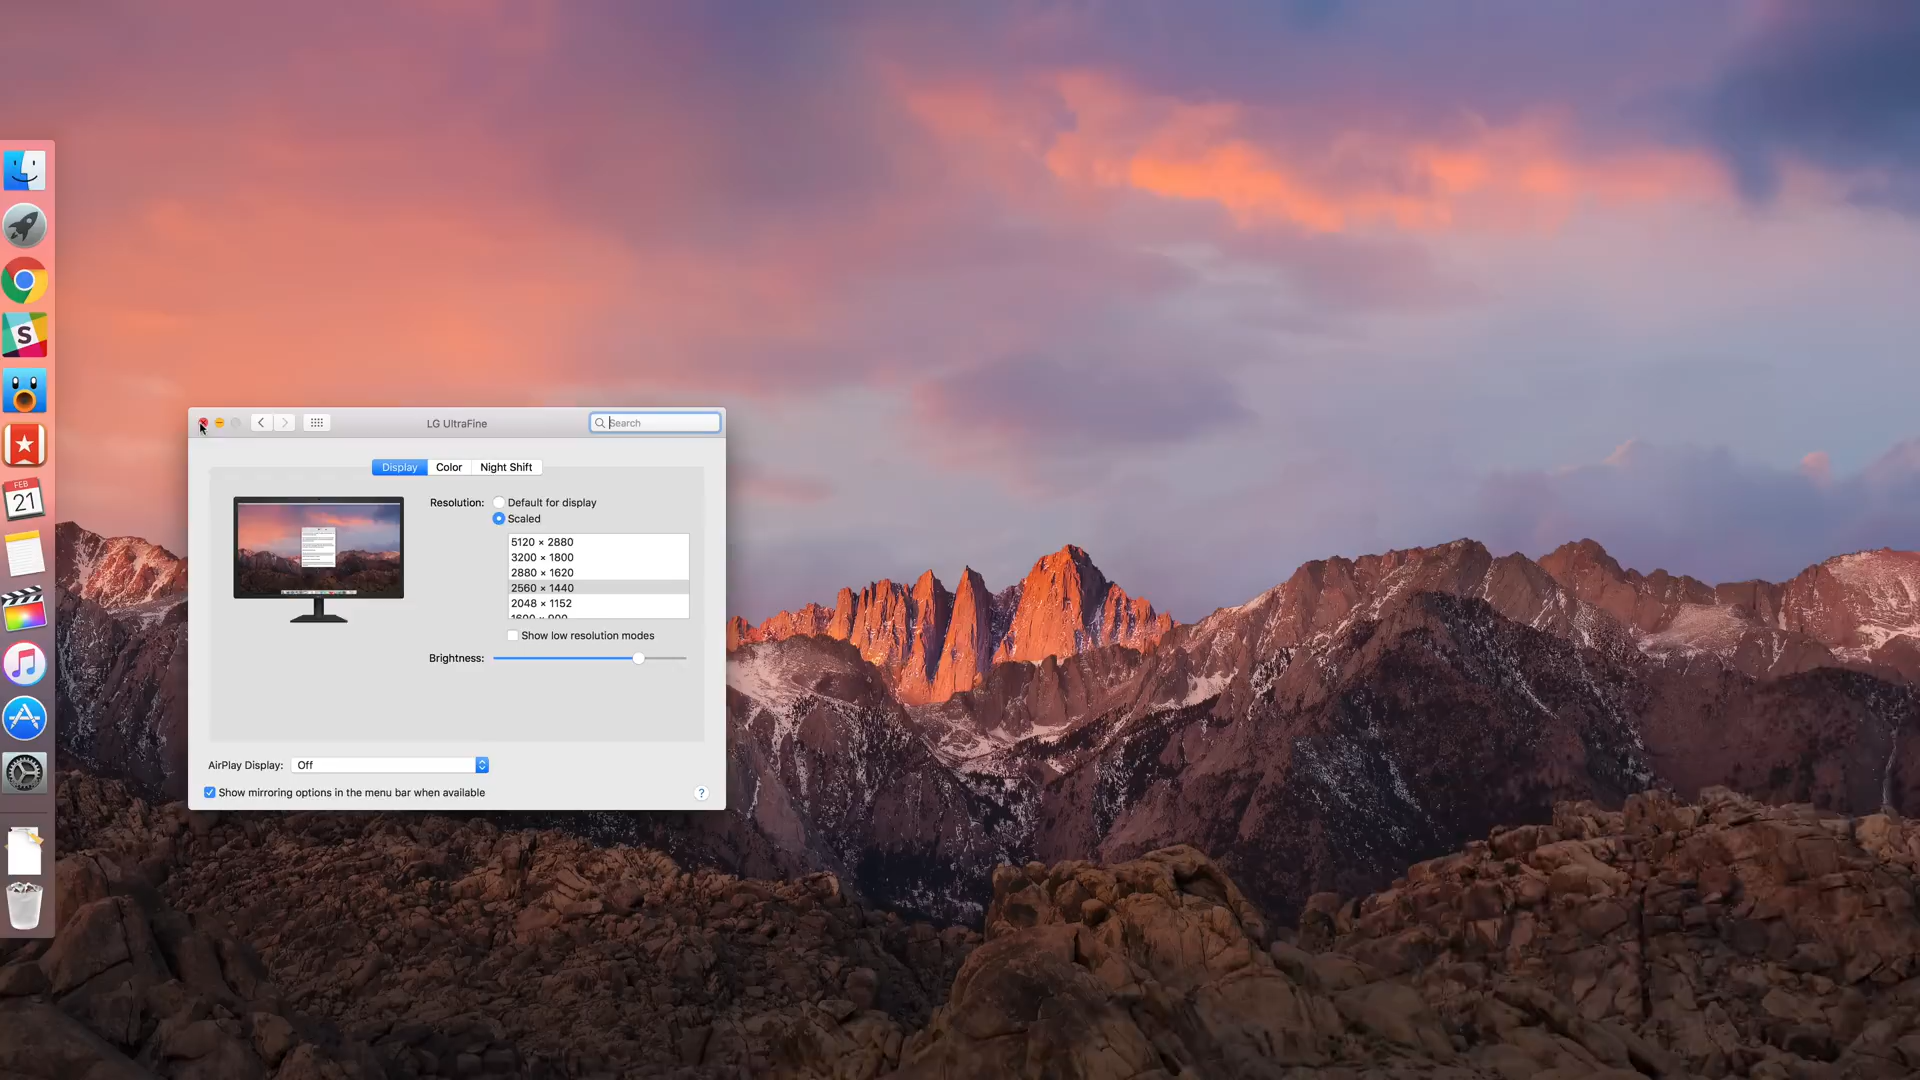 LG UltraFine
Search
Display Color Night Shift
Resolution: Default for display
Scaled
5120 × 2880
3200 × 1800
2880 × 1620
2560 × 1440
2048 × 1152
Show low resolution modes
Brightness:
AirPlay Display: Off
Show mirroring options in the menu bar when available
?
S
FEB
21